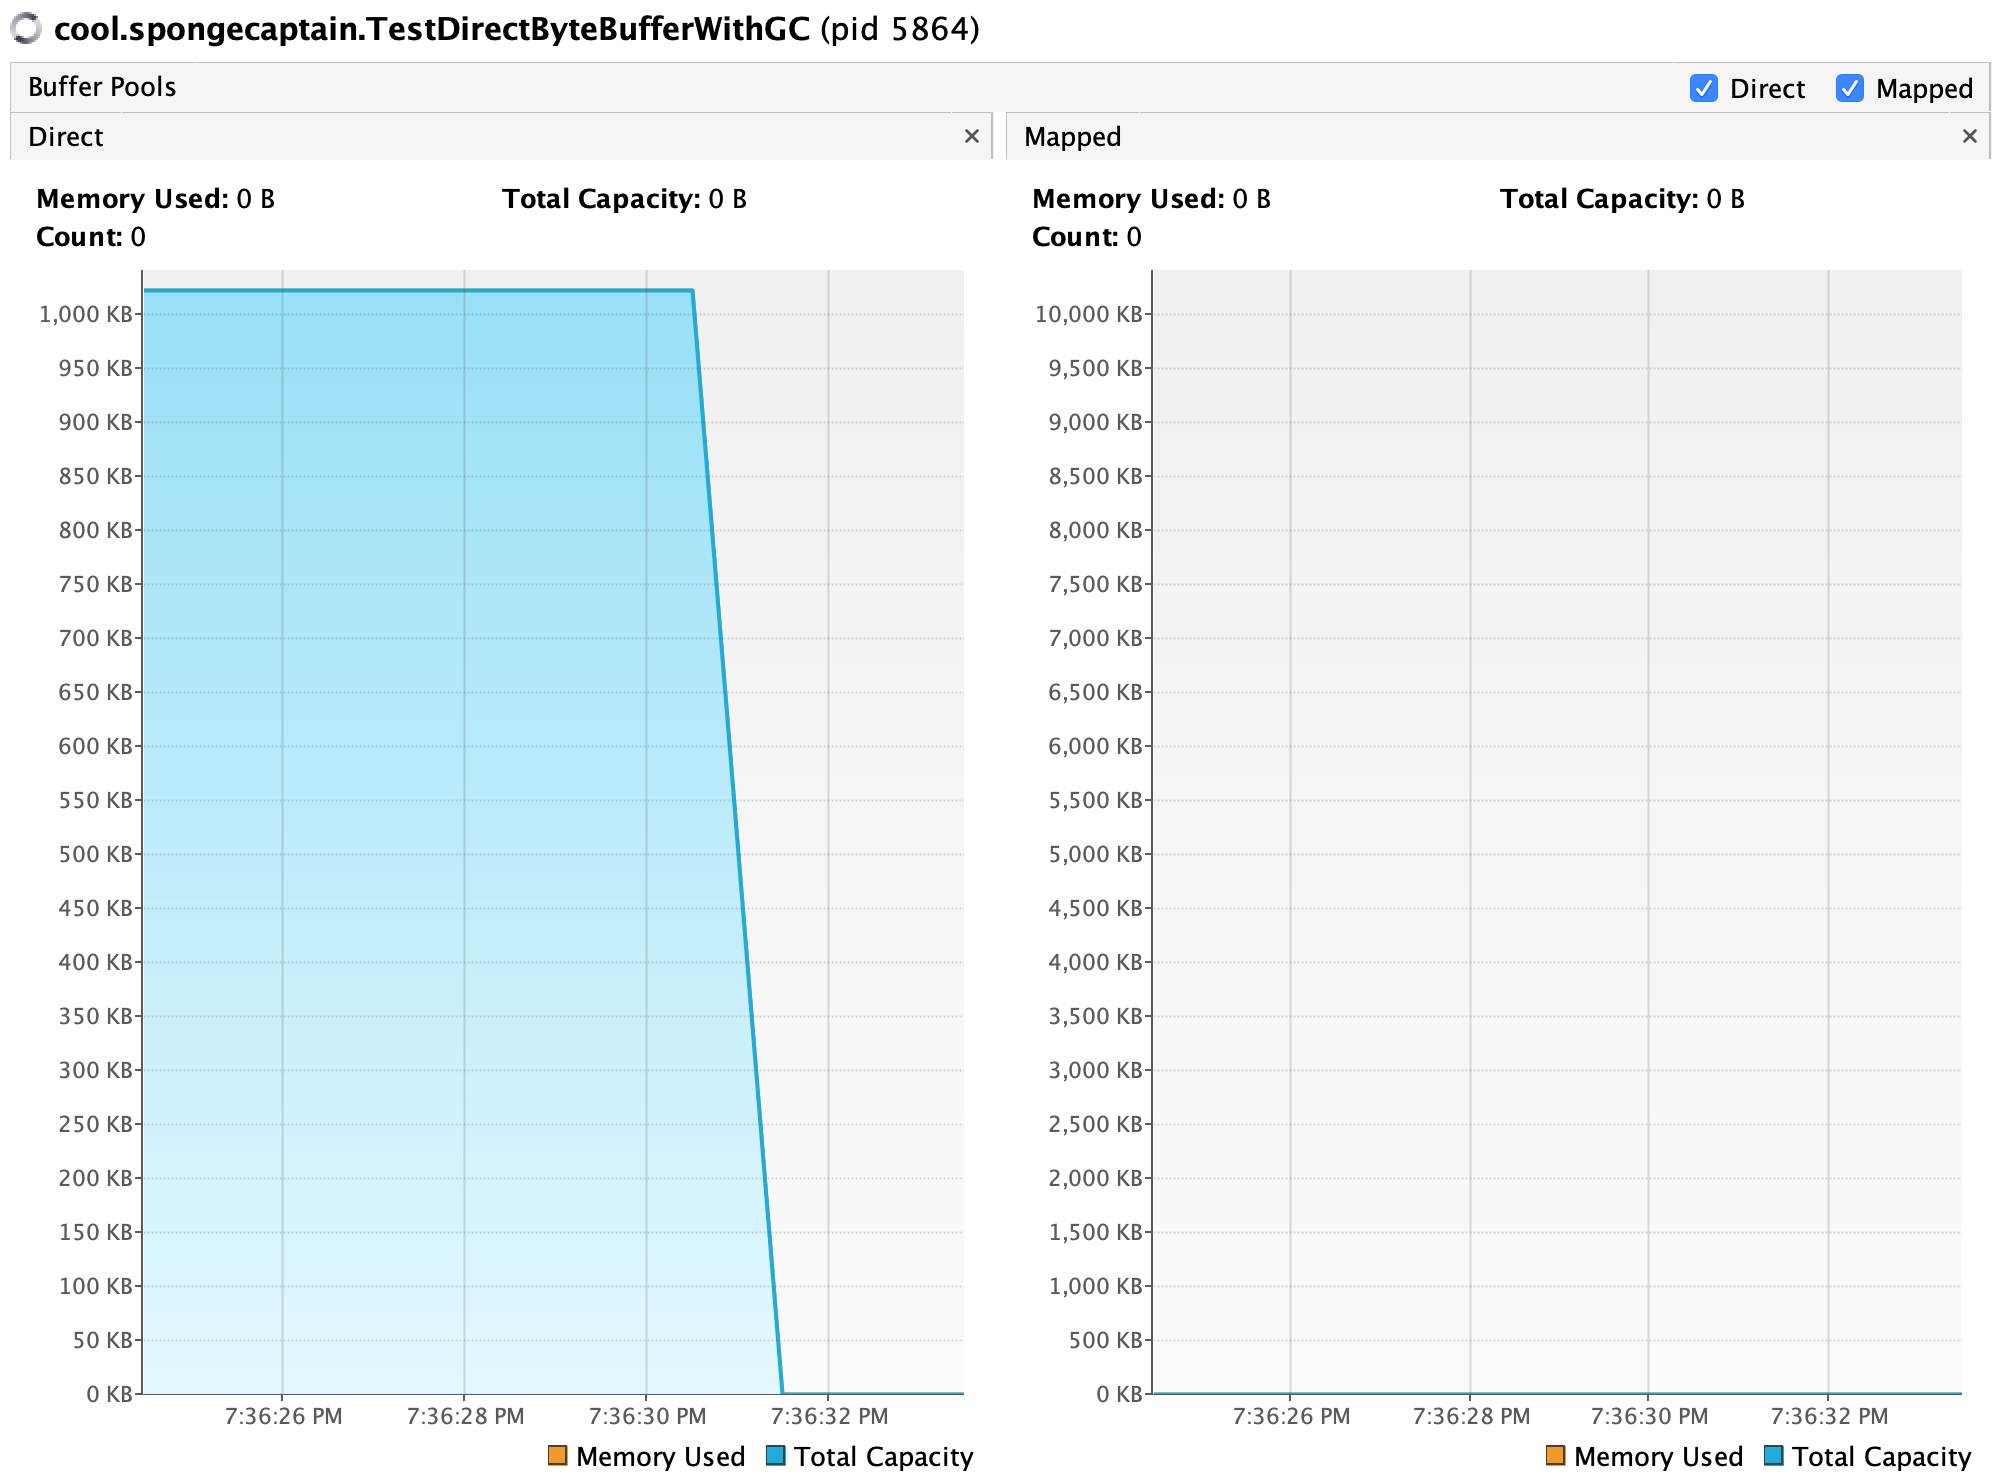 cool.spongecaptain.TestDirectByteBufferWithGC (pid 5864)
Buffer Pools
Direct
Mapped
Direct
×
Mapped
×
Memory Used: 0 B
Total Capacity: 0 B
Count: 0
1,000 KB
950 KB
900 KB
850 KB
800 KB
750 KB
700 KB
650 KB
600 KB
550 KB
500 KB
450 KB
400 KB
350 KB
300 KB
250 KB
200 KB
150 KB
100 KB
50 KB
0 KB
7:36:26 PM
7:36:28 PM
7:36:30 PM
7:36:32 PM
Memory Used
Total Capacity
Memory Used: 0 B
Total Capacity: 0 B
Count: 0
10,000 KB
9,500 KB
9,000 KB
8,500 KB
8,000 KB
7,500 KB
7,000 KB
6,500 KB
6,000 KB
5,500 KB
5,000 KB
4,500 KB
4,000 KB
3,500 KB
3,000 KB
2,500 KB
2,000 KB
1,500 KB
1,000 KB
500 KB
0 KB
7:36:26 PM
7:36:28 PM
7:36:30 PM
7:36:32 PM
Memory Used
Total Capacity